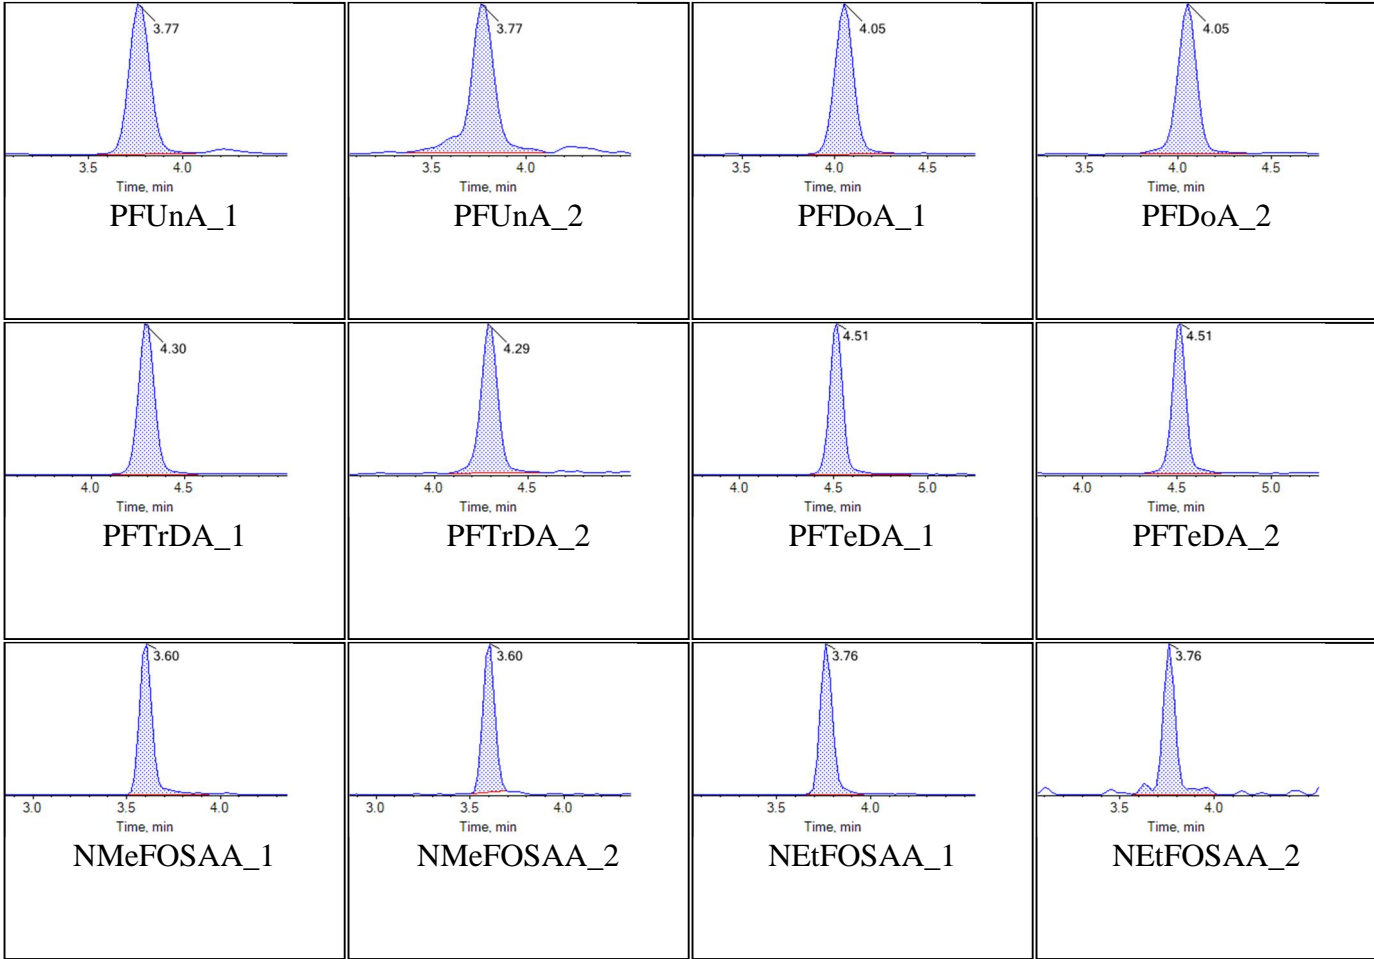 3.77
3.5 4.0
Time, min
PFUnA_1
3.77
3.5 4.0
Time, min
PFUnA_2
4.05
3.5 4.0 4.5
Time, min
PFDoA_1
4.05
3.5 4.0 4.5
Time, min
PFDoA_2
4.30
4.0 4.5
Time, min
PFTrDA_1
4.29
4.0 4.5
Time, min
PFTrDA_2
4.51
4.0 4.5 5.0
Time, min
PFTeDA_1
4.51
4.0 4.5 5.0
Time, min
PFTeDA_2
3.60
3.0 3.5 4.0
Time, min
NMeFOSAA_1
3.60
3.0 3.5 4.0
Time, min
NMeFOSAA_2
3.76
3.5 4.0
Time, min
NEtFOSAA_1
3.76
3.5 4.0
Time, min
NEtFOSAA_2